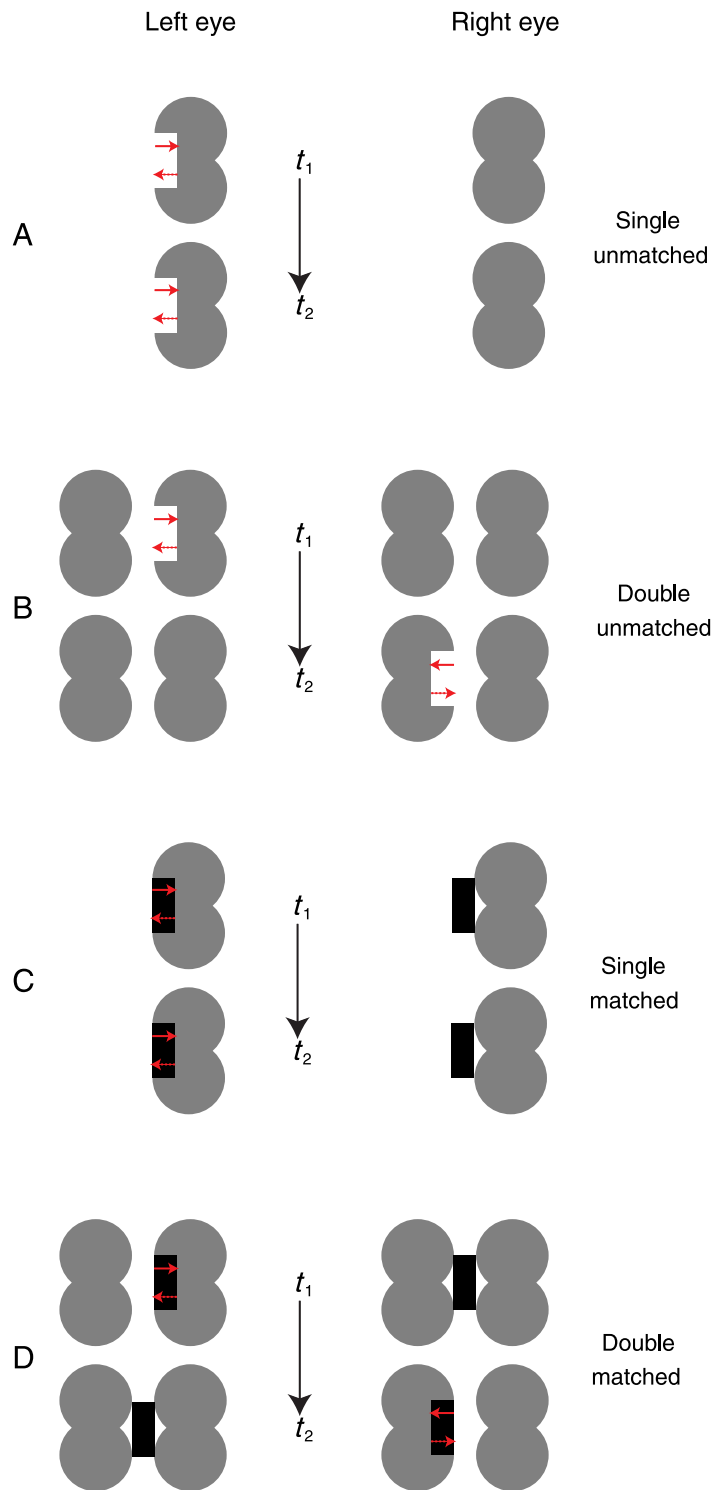 Left eye
Right eye
A
t1
t2
Single
unmatched
B
t1
t2
Double
unmatched
C
t1
t2
Single
matched
D
t1
t2
Double
matched